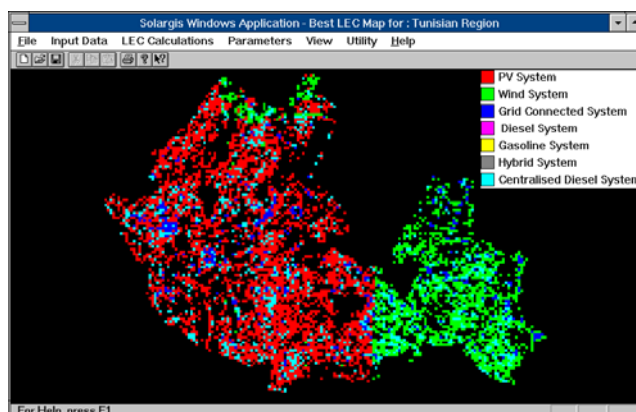 Solargis Windows Application - Best LEC Map for : Tunisian Region
File Input Data LEC Calculations Parameters View Utility Help
PV System
Wind System
Grid Connected System
Diesel System
Gasoline System
Hybrid System
Centralised Diesel System
For Help, press F1